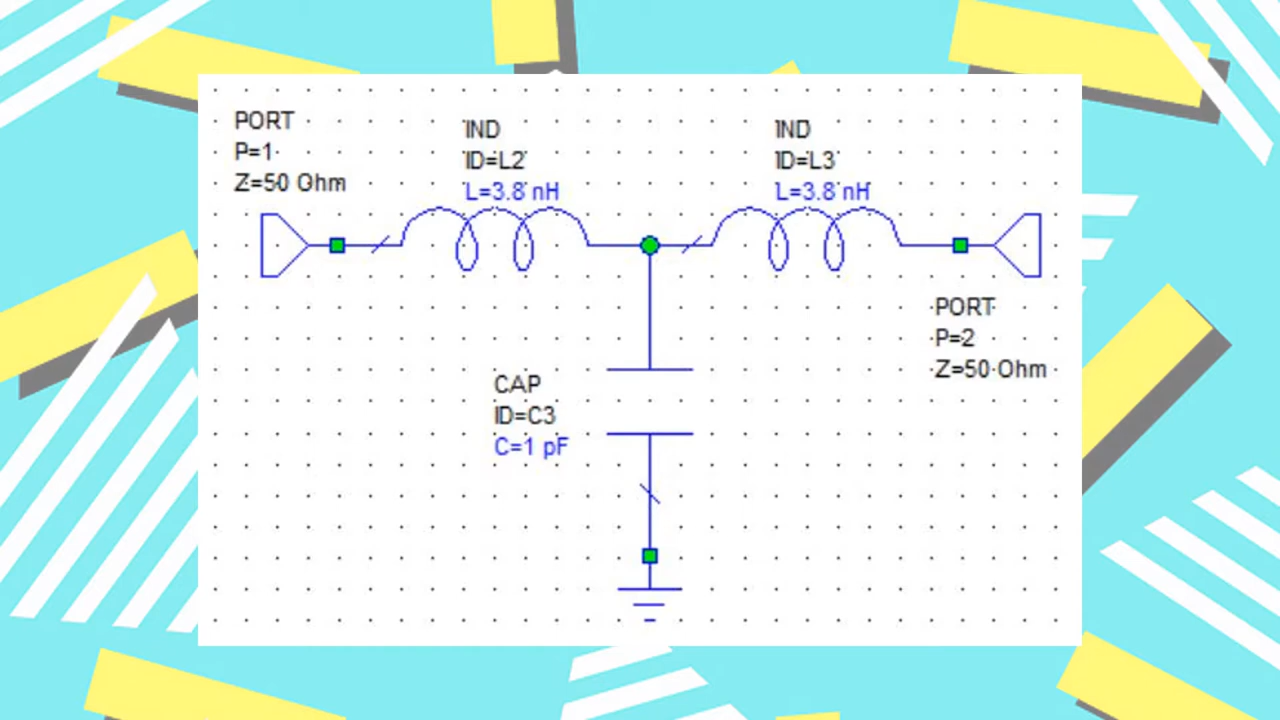 PORT
P=1
Z=50 Ohm
IND
ID=L2
L=3.8 nH
IND
ID=L3
L=3.8 nH
PORT
P=2
Z=50 Ohm
CAP
ID=C3
C=1 pF